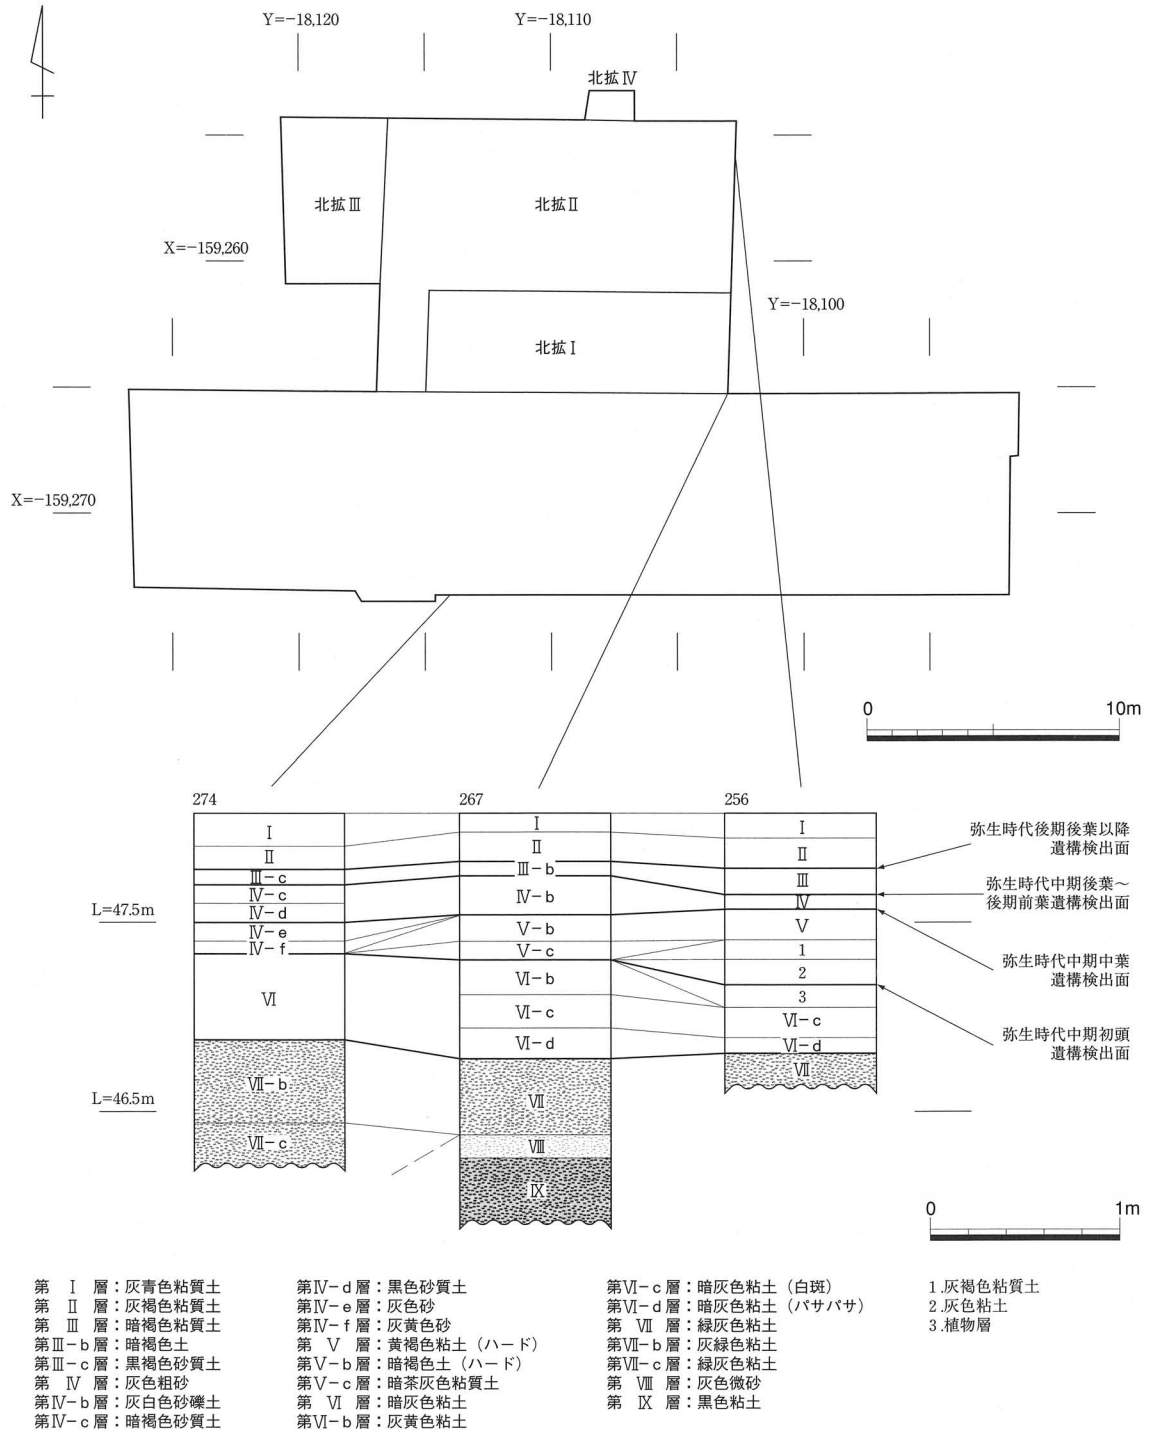 Y=-18,120
Y=-18,110
北拡Ⅳ
北拡Ⅲ
北拡Ⅱ
X=-159,260
Y=-18,100
北拡Ⅰ
X=-159,270
0 10m
274
267
256
Ⅰ
Ⅱ
Ⅲ-c
Ⅳ-c
Ⅳ-d
Ⅳ-e
Ⅳ-f
Ⅵ
Ⅶ-b
Ⅶ-c
Ⅰ
Ⅱ
Ⅲ-b
Ⅳ-b
Ⅴ-b
Ⅴ-c
Ⅵ-b
Ⅵ-c
Ⅵ-d
Ⅶ
Ⅷ
Ⅸ
Ⅰ
Ⅱ
Ⅲ
Ⅳ
Ⅴ
1
2
3
Ⅵ-c
Ⅵ-d
Ⅶ
L=47.5m
L=46.5m
弥生時代後期後葉以降
遺構検出面
弥生時代中期後葉～
後期前葉遺構検出面
弥生時代中期中葉
遺構検出面
弥生時代中期初頭
遺構検出面
0 1m
第 Ⅰ 層：灰青色粘質土
第 Ⅱ 層：灰褐色粘質土
第 Ⅲ 層：暗褐色粘質土
第Ⅲ-b層：暗褐色土
第Ⅲ-c層：黒褐色砂質土
第 Ⅳ 層：灰色粗砂
第Ⅳ-b層：灰白色砂礫土
第Ⅳ-c層：暗褐色砂質土
第Ⅳ-d層：黒色砂質土
第Ⅳ-e層：灰色砂
第Ⅳ-f層：灰黄色砂
第 Ⅴ 層：黄褐色粘土（ハード）
第Ⅴ-b層：暗褐色土（ハード）
第Ⅴ-c層：暗茶灰色粘質土
第 Ⅵ 層：暗灰色粘土
第Ⅵ-b層：灰黄色粘土
第Ⅵ-c層：暗灰色粘土（白斑）
第Ⅵ-d層：暗灰色粘土（パサパサ）
第 Ⅶ 層：緑灰色粘土
第Ⅶ-b層：灰緑色粘土
第Ⅶ-c層：緑灰色粘土
第 Ⅷ 層：灰色微砂
第 Ⅸ 層：黒色粘土
1.灰褐色粘質土
2.灰色粘土
3.植物層